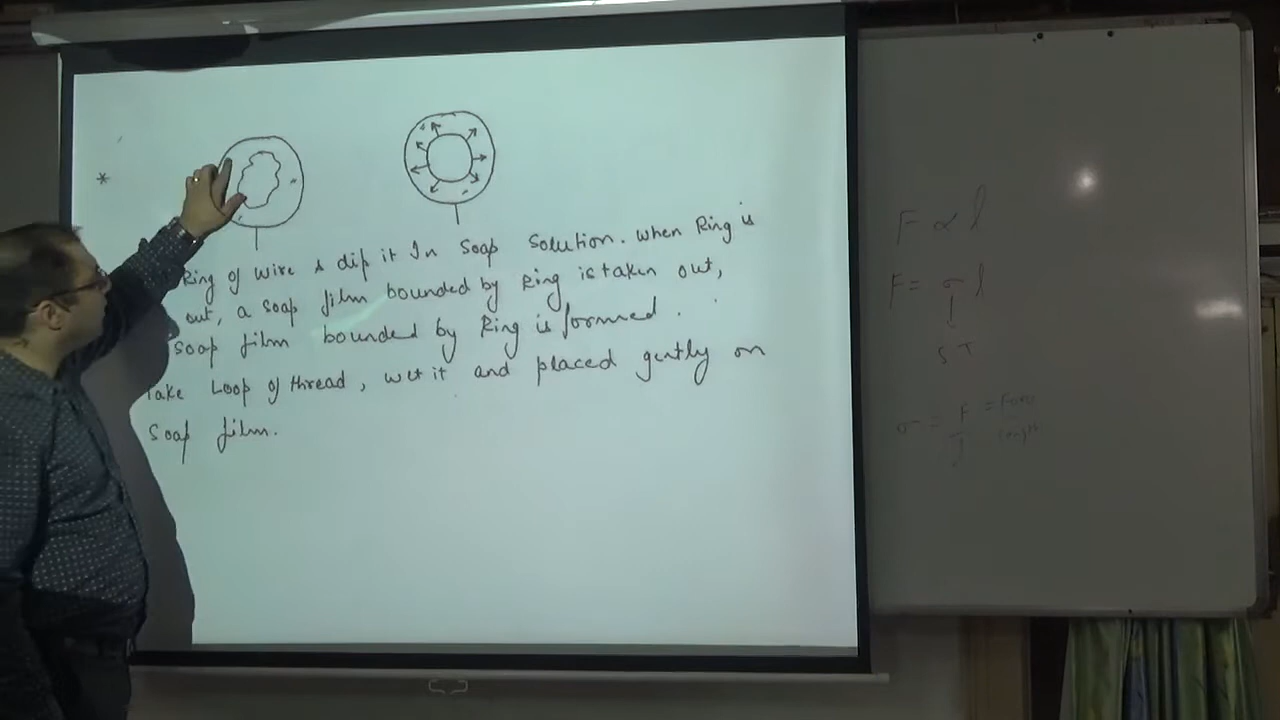 *
Ring of wire & dip it In Soap Solution. when Ring is
out, a soap film bounded by Ring is taken out,
soap film bounded by Ring is formed.
Take Loop of thread, wet it and placed gently on
soap film.
F ∝ l
F = σ l
S T
σ = F/l = Force/length